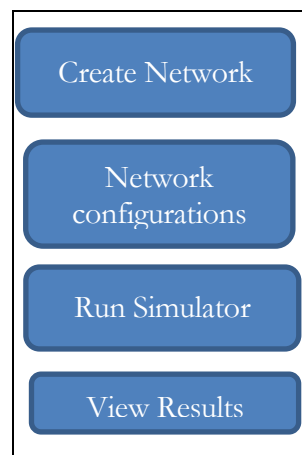 Create Network
Network
configurations
Run Simulator
View Results